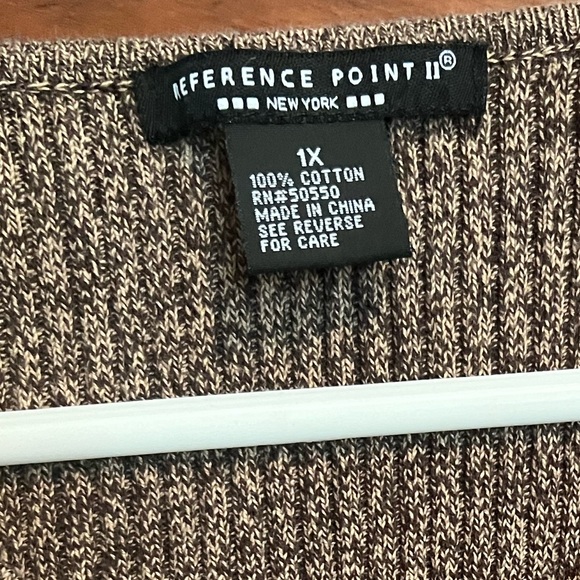 REFERENCE POINT II®
NEW YORK
1X
100% COTTON
RN#50550
MADE IN CHINA
SEE REVERSE
FOR CARE